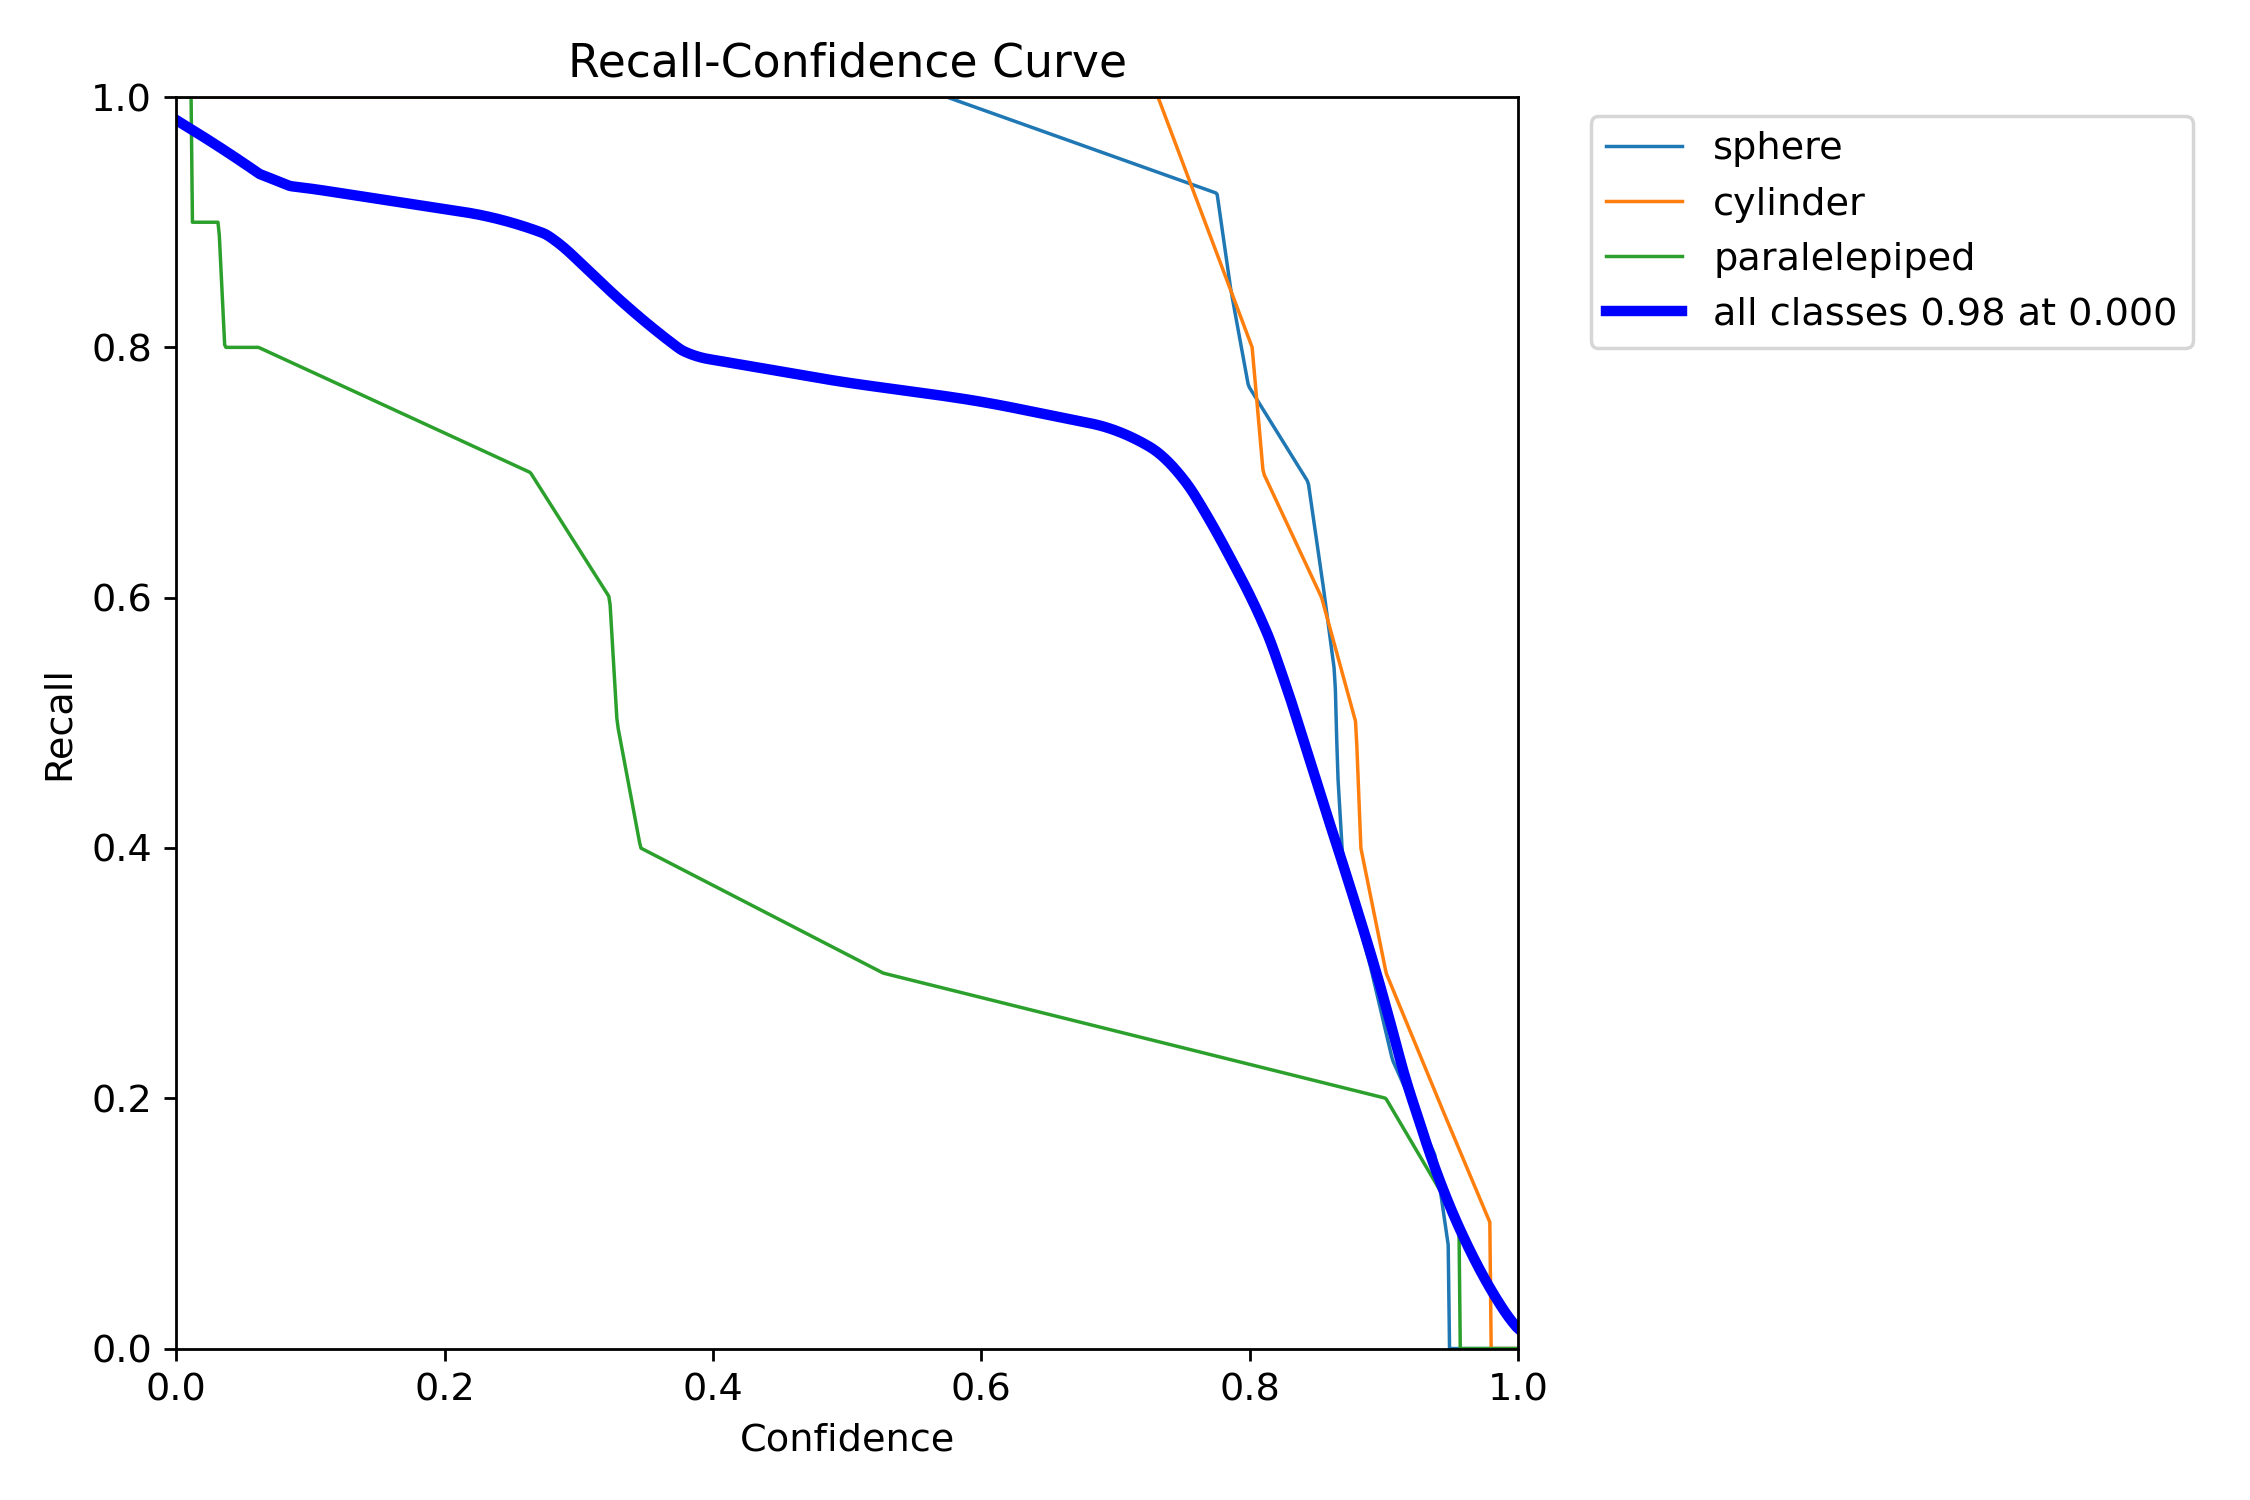 Recall-Confidence Curve
1.0
0.8
0.6
0.4
0.2
0.0
Recall
0.0 0.2 0.4 0.6 0.8 1.0
Confidence
sphere
cylinder
paralelepiped
all classes 0.98 at 0.000